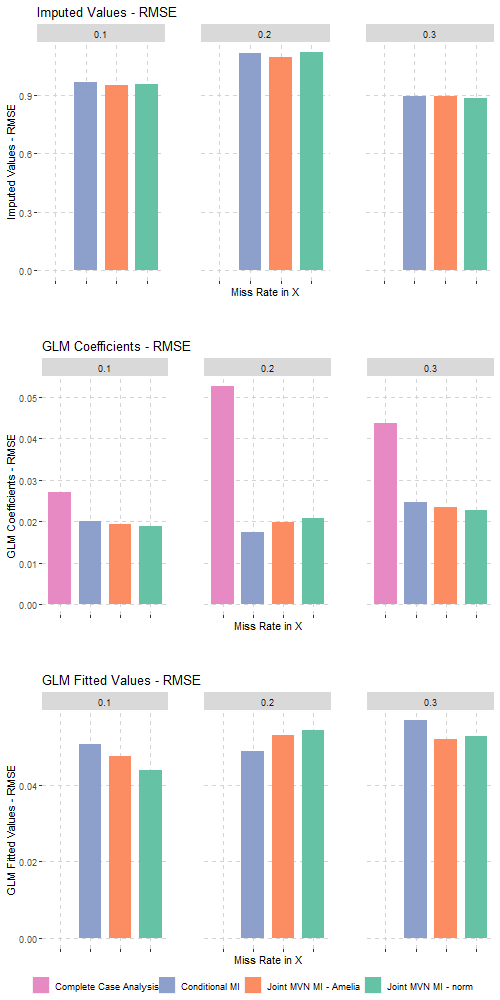 Imputed Values - RMSE
0.1
0.2
0.3
Imputed Values - RMSE
0.9
0.6
0.3
0.0
Miss Rate in X
GLM Coefficients - RMSE
0.1
0.2
0.3
GLM Coefficients - RMSE
0.05
0.04
0.03
0.02
0.01
0.00
Miss Rate in X
GLM Fitted Values - RMSE
0.1
0.2
0.3
GLM Fitted Values - RMSE
0.04
0.02
0.00
Miss Rate in X
Complete Case Analysis Conditional MI Joint MVN MI - Amelia Joint MVN MI - norm